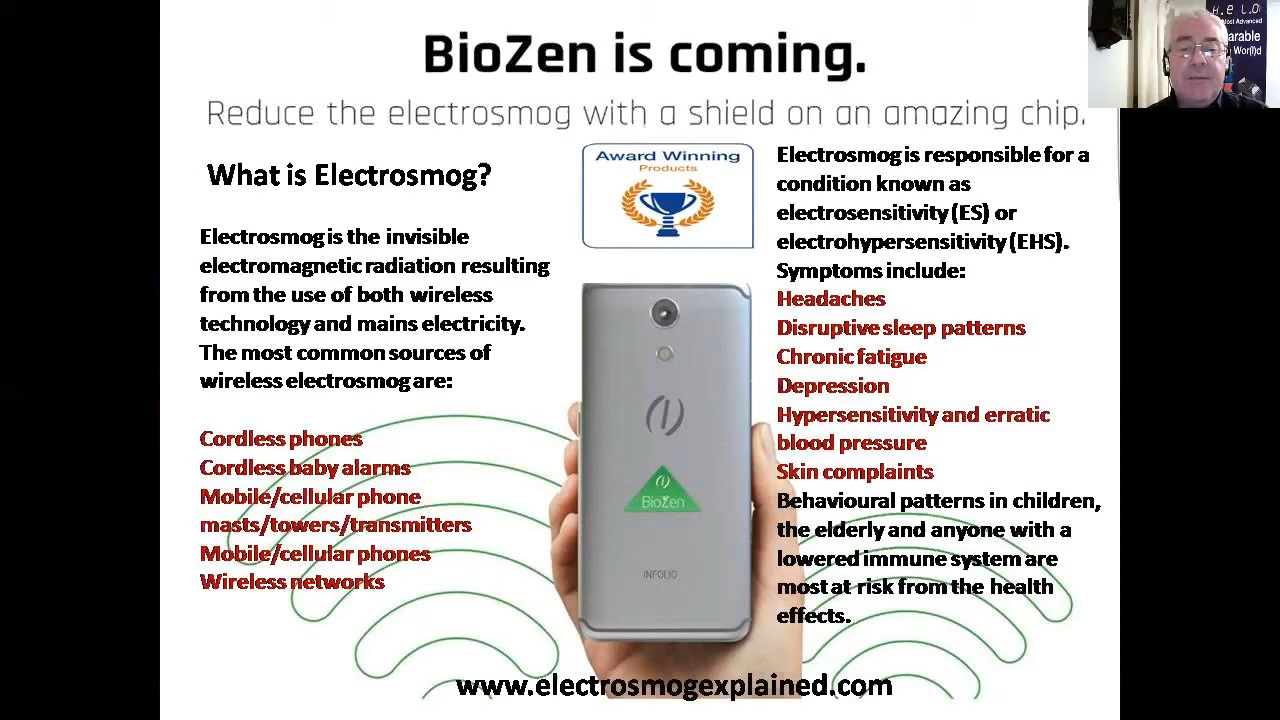 BioZen is coming.
Reduce the electrosmog with a shield on an amazing chip.
What is Electrosmog?
Electrosmog is the invisible
electromagnetic radiation resulting
from the use of both wireless
technology and mains electricity.
The most common sources of
wireless electrosmog are:
Cordless phones
Cordless baby alarms
Mobile/cellular phone
masts/towers/transmitters
Mobile/cellular phones
Wireless networks
Award Winning
Products
BioZen
INFOLIO
Electrosmog is responsible for a
condition known as
electrosensitivity (ES) or
electrohypersensitivity (EHS).
Symptoms include:
Headaches
Disruptive sleep patterns
Chronic fatigue
Depression
Hypersensitivity and erratic
blood pressure
Skin complaints
Behavioural patterns in children,
the elderly and anyone with a
lowered immune system are
most at risk from the health
effects.
www.electrosmogexplained.com
H.e L.O
Most Advanced
arable
Wor(l)d